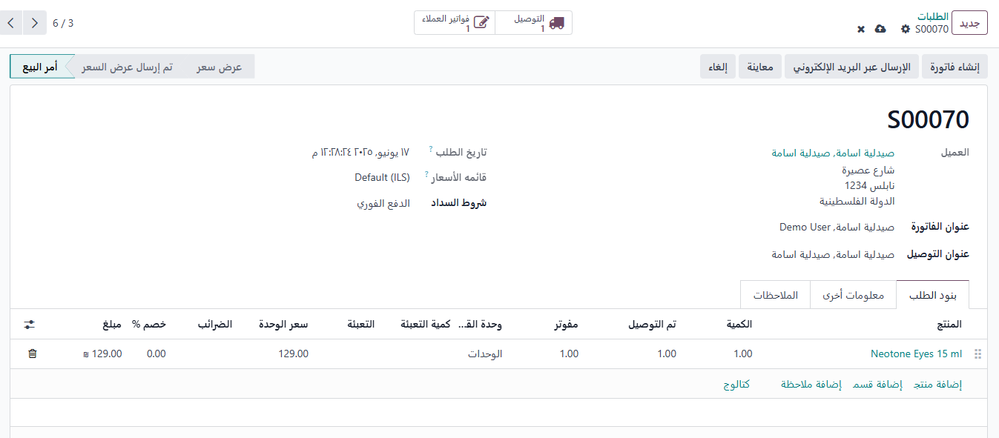 جديد
الطلبات
S00070
التوصيل
1
فواتير العملاء
1
6 / 3
إنشاء فاتورة
الإرسال عبر البريد الإلكتروني
معاينة
إلغاء
عرض سعر
تم إرسال عرض السعر
أمر البيع
S00070
العميل
صيدلية اسامة, صيدلية اسامة
شارع عصيرة
نابلس 1234
الدولة الفلسطينية
عنوان الفاتورة
صيدلية اسامة, Demo User
عنوان التوصيل
صيدلية اسامة, صيدلية اسامة
تاريخ الطلب ?
١٧ يونيو, ٢٠٢٥ ١٢:٢٨:٢٤ م
قائمه الأسعار ?
Default (ILS)
شروط السداد
الدفع الفوري
بنود الطلب
معلومات أخرى
الملاحظات
المنتج الكمية تم التوصيل مفوتر وحدة الق... كمية التعبئة التعبئة سعر الوحدة الضرائب خصم % مبلغ
Neotone Eyes 15 ml 1.00 1.00 1.00 الوحدات 129.00 0.00 129.00 ₪
إضافة منتج إضافة قسم إضافة ملاحظة كتالوج